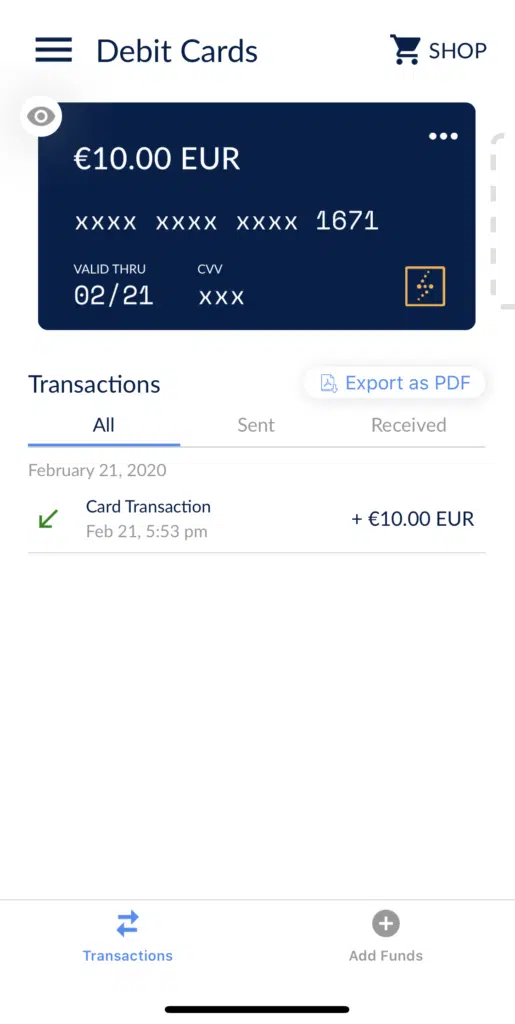 Debit Cards
SHOP
€10.00 EUR
xxxx xxxx xxxx 1671
VALID THRU CVV
02/21 xxx
Transactions
Export as PDF
All Sent Received
February 21, 2020
Card Transaction
+ €10.00 EUR
Feb 21, 5:53 pm
Transactions Add Funds